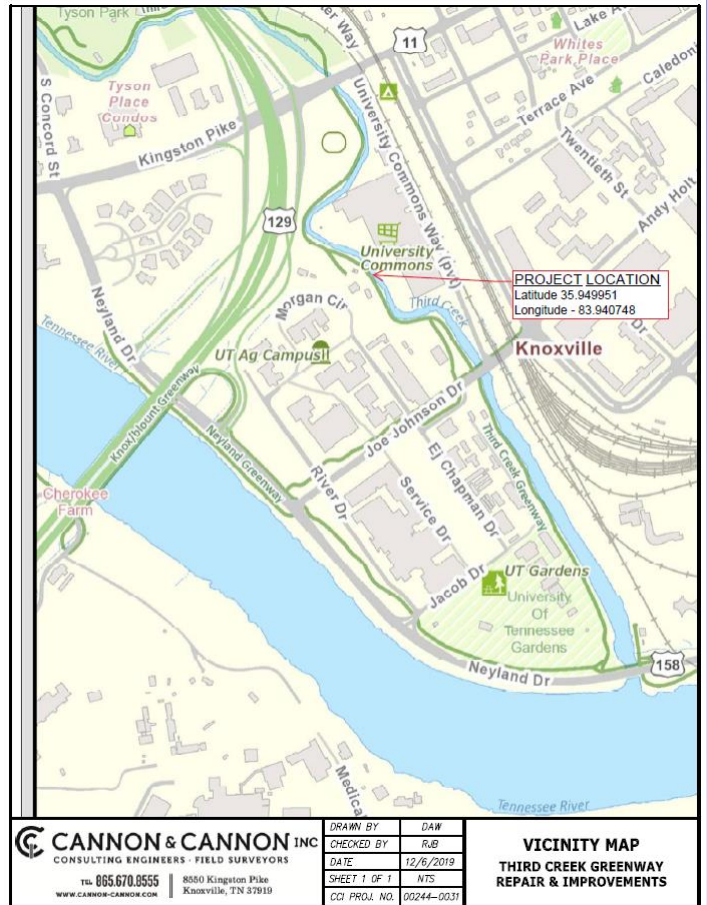 Tyson Park
Third
er Way
11
Lake A
Whites
Park Place
Caledoni
S Concord St
Tyson
Place
Condos
Terrace Ave
Kingston Pike
University Commons Way (pvt)
Twentieth St
129
Andy Holt
University
Commons
PROJECT LOCATION
Latitude 35.949951
Longitude - 83.940748
Neyland Dr
Morgan Cir
Third Creek
Dr
Tennessee River
UT Ag Campus
Knoxville
Knox/blount Greenway
Joe Johnson Dr
Neyland Greenway
Third Creek Greenway
Ej Chapman Dr
Cherokee
Farm
River Dr
Service Dr
Jacob Dr
UT Gardens
University
Of
Tennessee
Gardens
158
Neyland Dr
Medical
Tennessee River
CANNON & CANNON INC
CONSULTING ENGINEERS · FIELD SURVEYORS
TEL 865.670.8555
WWW.CANNON-CANNON.COM
8550 Kingston Pike
Knoxville, TN 37919
DRAWN BY DAW
CHECKED BY RJB
DATE 12/6/2019
SHEET 1 OF 1 NTS
CCI PROJ. NO. 00244-0031
VICINITY MAP
THIRD CREEK GREENWAY
REPAIR & IMPROVEMENTS